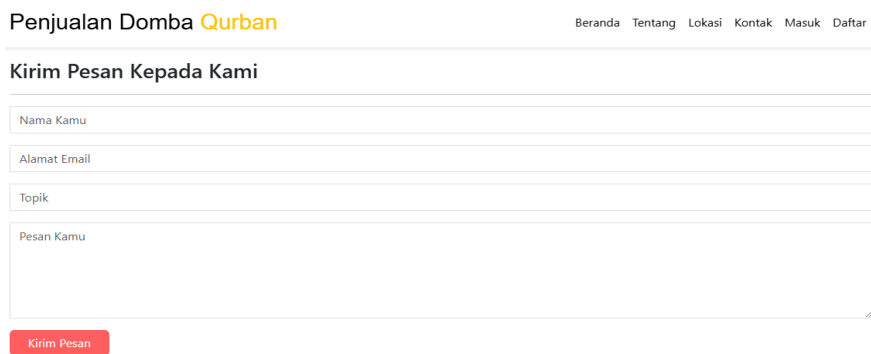 Penjualan Domba Qurban
Beranda Tentang Lokasi Kontak Masuk Daftar
Kirim Pesan Kepada Kami
Nama Kamu
Alamat Email
Topik
Pesan Kamu
Kirim Pesan